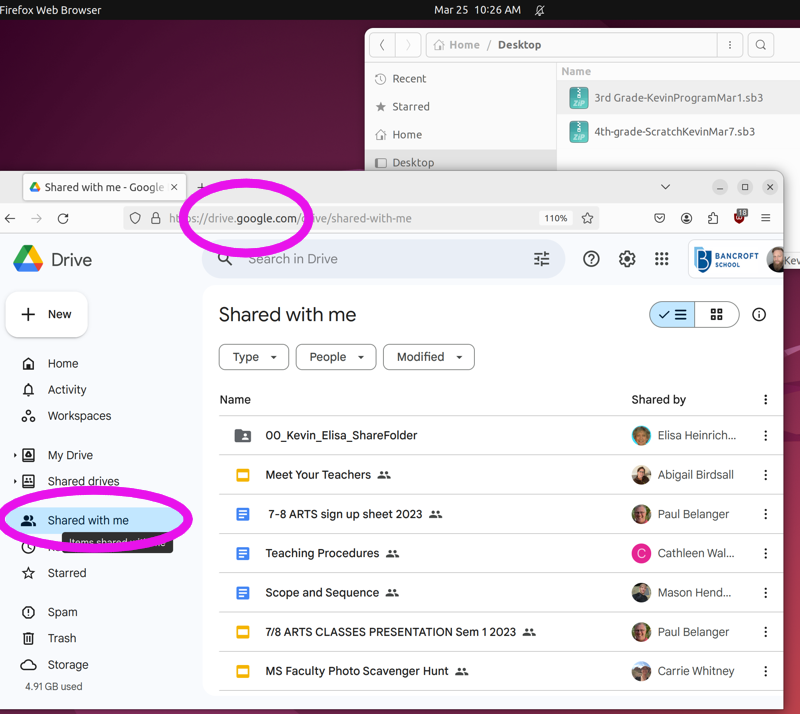 Firefox Web Browser
Mar 25 10:26 AM
Home / Desktop
Recent
Starred
Home
Desktop
Name
3rd Grade-KevinProgramMar1.sb3
4th-grade-ScratchKevinMar7.sb3
Shared with me - Google
https://drive.google.com/drive/shared-with-me
110%
18
Drive
Search in Drive
BANCROFT
SCHOOL
Kev
New
Home
Activity
Workspaces
My Drive
Shared drives
Shared with me
Items shared with me
Starred
Spam
Trash
Storage
4.91 GB used
Shared with me
Type
People
Modified
Name
Shared by
00_Kevin_Elisa_ShareFolder
Elisa Heinrich...
Meet Your Teachers
Abigail Birdsall
7-8 ARTS sign up sheet 2023
Paul Belanger
Teaching Procedures
C
Cathleen Wal...
Scope and Sequence
Mason Hend...
7/8 ARTS CLASSES PRESENTATION Sem 1 2023
Paul Belanger
MS Faculty Photo Scavenger Hunt
Carrie Whitney